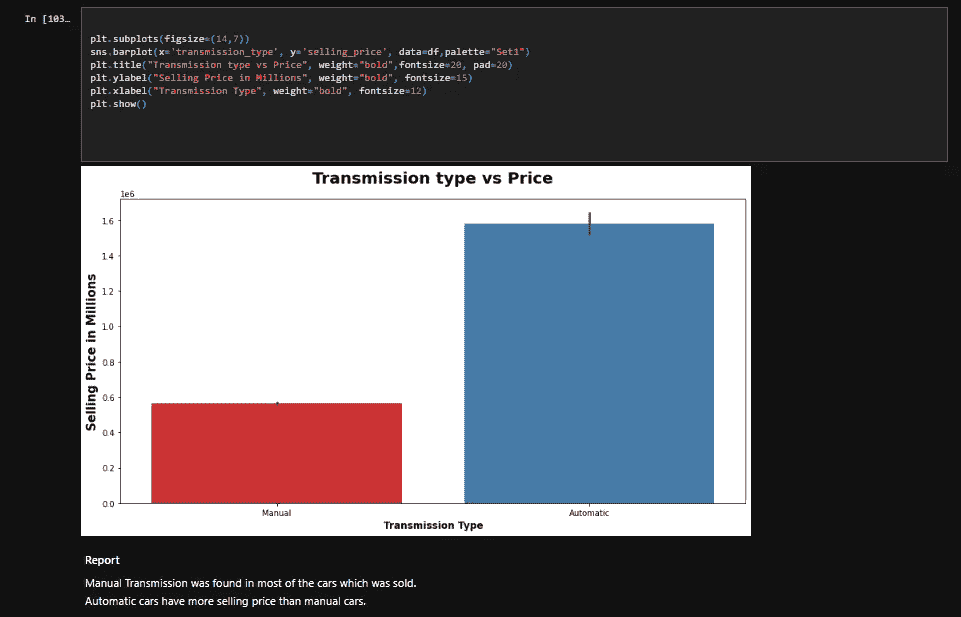 In [103…
plt.subplots(figsize=(14,7))
sns.barplot(x='transmission_type', y='selling_price', data=df,palette="Set1")
plt.title("Transmission type vs Price", weight="bold",fontsize=20, pad=20)
plt.ylabel("Selling Price in Millions", weight="bold", fontsize=15)
plt.xlabel("Transmission Type", weight="bold", fontsize=12)
plt.show()
Transmission type vs Price
1e6
1.6
1.4
1.2
1.0
0.8
0.6
0.4
0.2
0.0
Selling Price in Millions
Manual
Automatic
Transmission Type
Report
Manual Transmission was found in most of the cars which was sold.
Automatic cars have more selling price than manual cars.